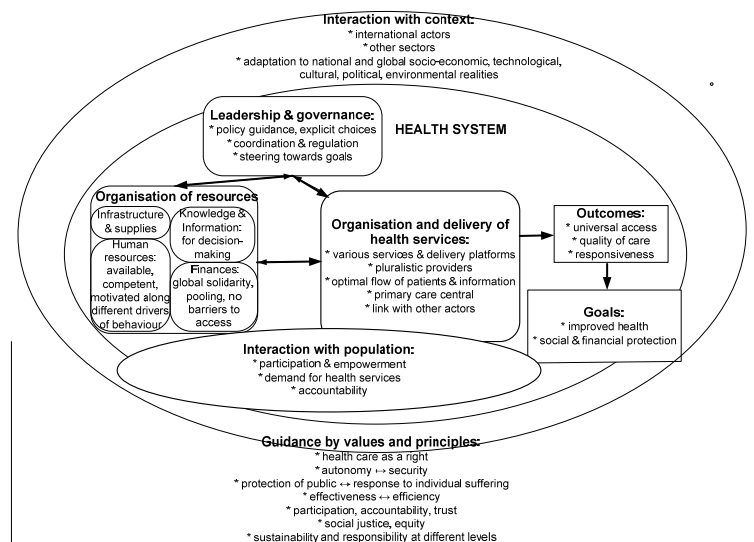 Interaction with context:
* international actors
* other sectors
* adaptation to national and global socio-economic, technological,
cultural, political, environmental realities
Leadership & governance:
* policy guidance, explicit choices
* coordination & regulation
* steering towards goals
HEALTH SYSTEM
Organisation of resources
Infrastructure
& supplies
Knowledge &
Information:
for decision-
making
Human
resources:
available,
competent,
motivated along
different drivers
of behaviour
Finances:
global solidarity,
pooling, no
barriers to
access
Organisation and delivery of
health services:
* various services & delivery platforms
* pluralistic providers
* optimal flow of patients & information
* primary care central
* link with other actors
Outcomes:
* universal access
* quality of care
* responsiveness
Goals:
* improved health
* social & financial protection
Interaction with population:
* participation & empowerment
* demand for health services
* accountability
Guidance by values and principles:
* health care as a right
* autonomy ↔ security
* protection of public ↔ response to individual suffering
* effectiveness ↔ efficiency
* participation, accountability, trust
* social justice, equity
* sustainability and responsibility at different levels